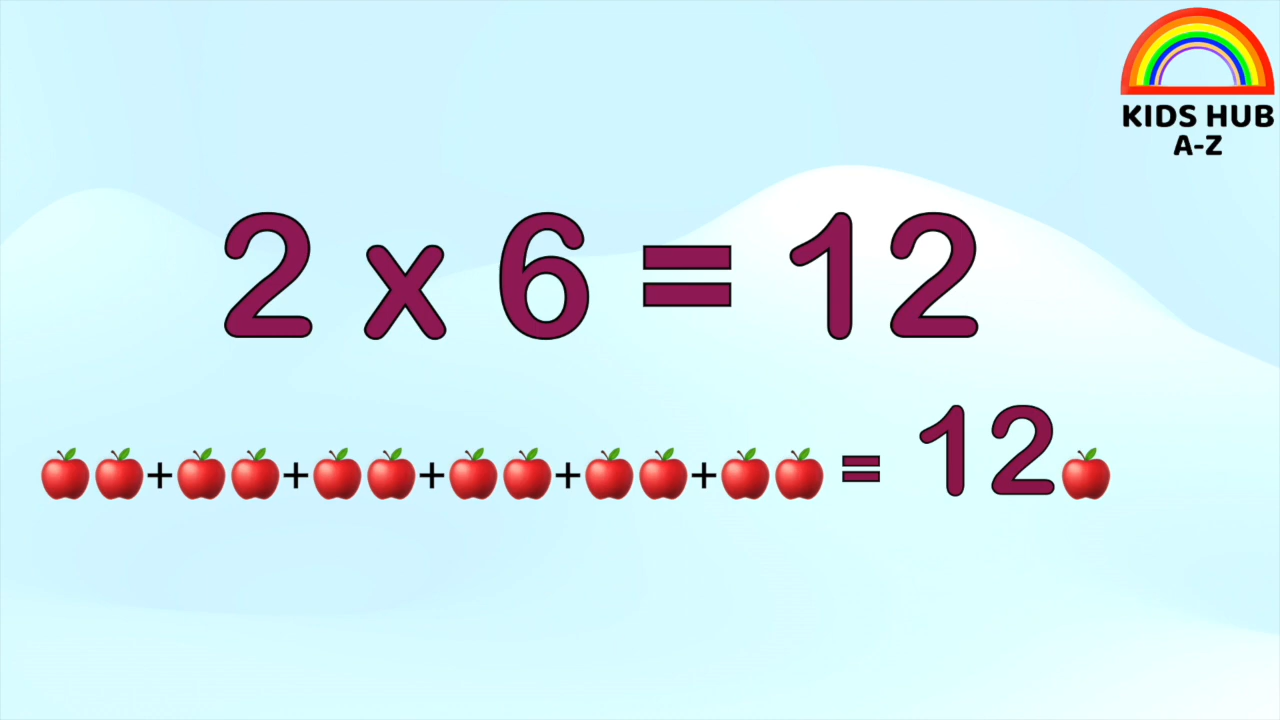 KIDS HUB
A-Z
2 x 6 = 12
🍎🍎+🍎🍎+🍎🍎+🍎🍎+🍎🍎+🍎🍎 = 12🍎